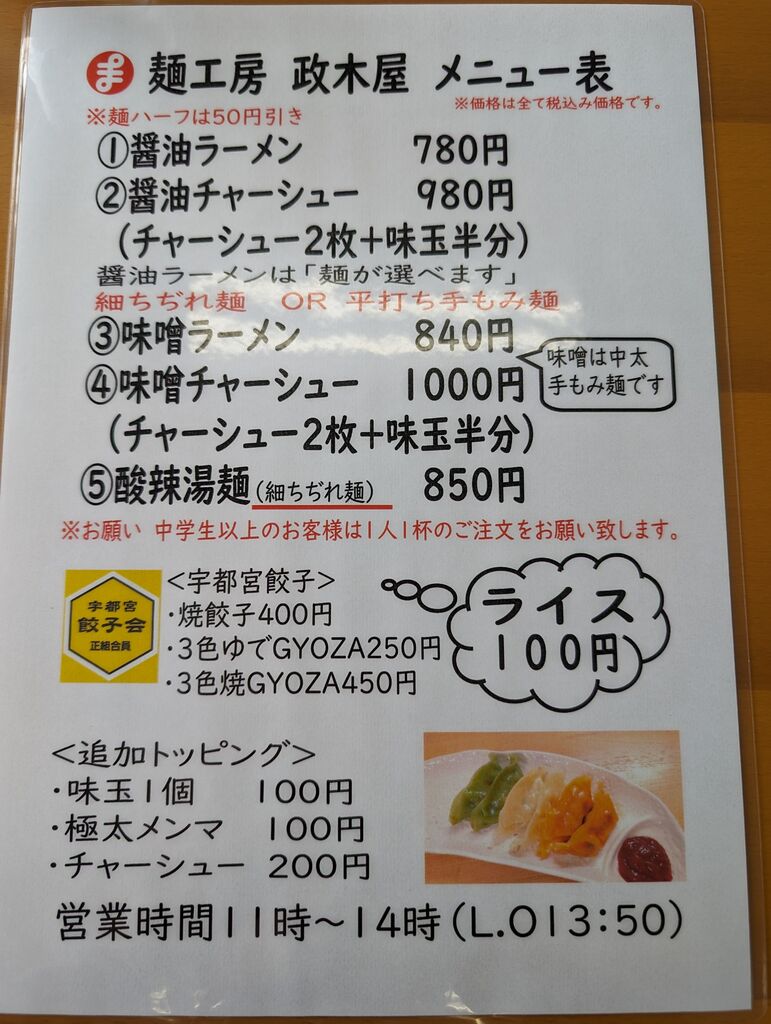 ま 麺工房 政木屋 メニュー表
※価格は全て税込み価格です。
※麺ハーフは50円引き
①醤油ラーメン 780円
②醤油チャーシュー 980円
(チャーシュー2枚+味玉半分)
醤油ラーメンは「麺が選べます」
細ちぢれ麺 OR 平打ち手もみ麺
③味噌ラーメン 840円
④味噌チャーシュー 1000円
味噌は中太
手もみ麺です
(チャーシュー2枚+味玉半分)
⑤酸辣湯麺(細ちぢれ麺) 850円
※お願い 中学生以上のお客様は1人1杯のご注文をお願い致します。
宇都宮
餃子会
正組合員
<宇都宮餃子>
・焼餃子400円
・3色ゆでGYOZA250円
・3色焼GYOZA450円
ライス
100円
<追加トッピング>
・味玉1個 100円
・極太メンマ 100円
・チャーシュー 200円
営業時間11時～14時(L.O13:50)